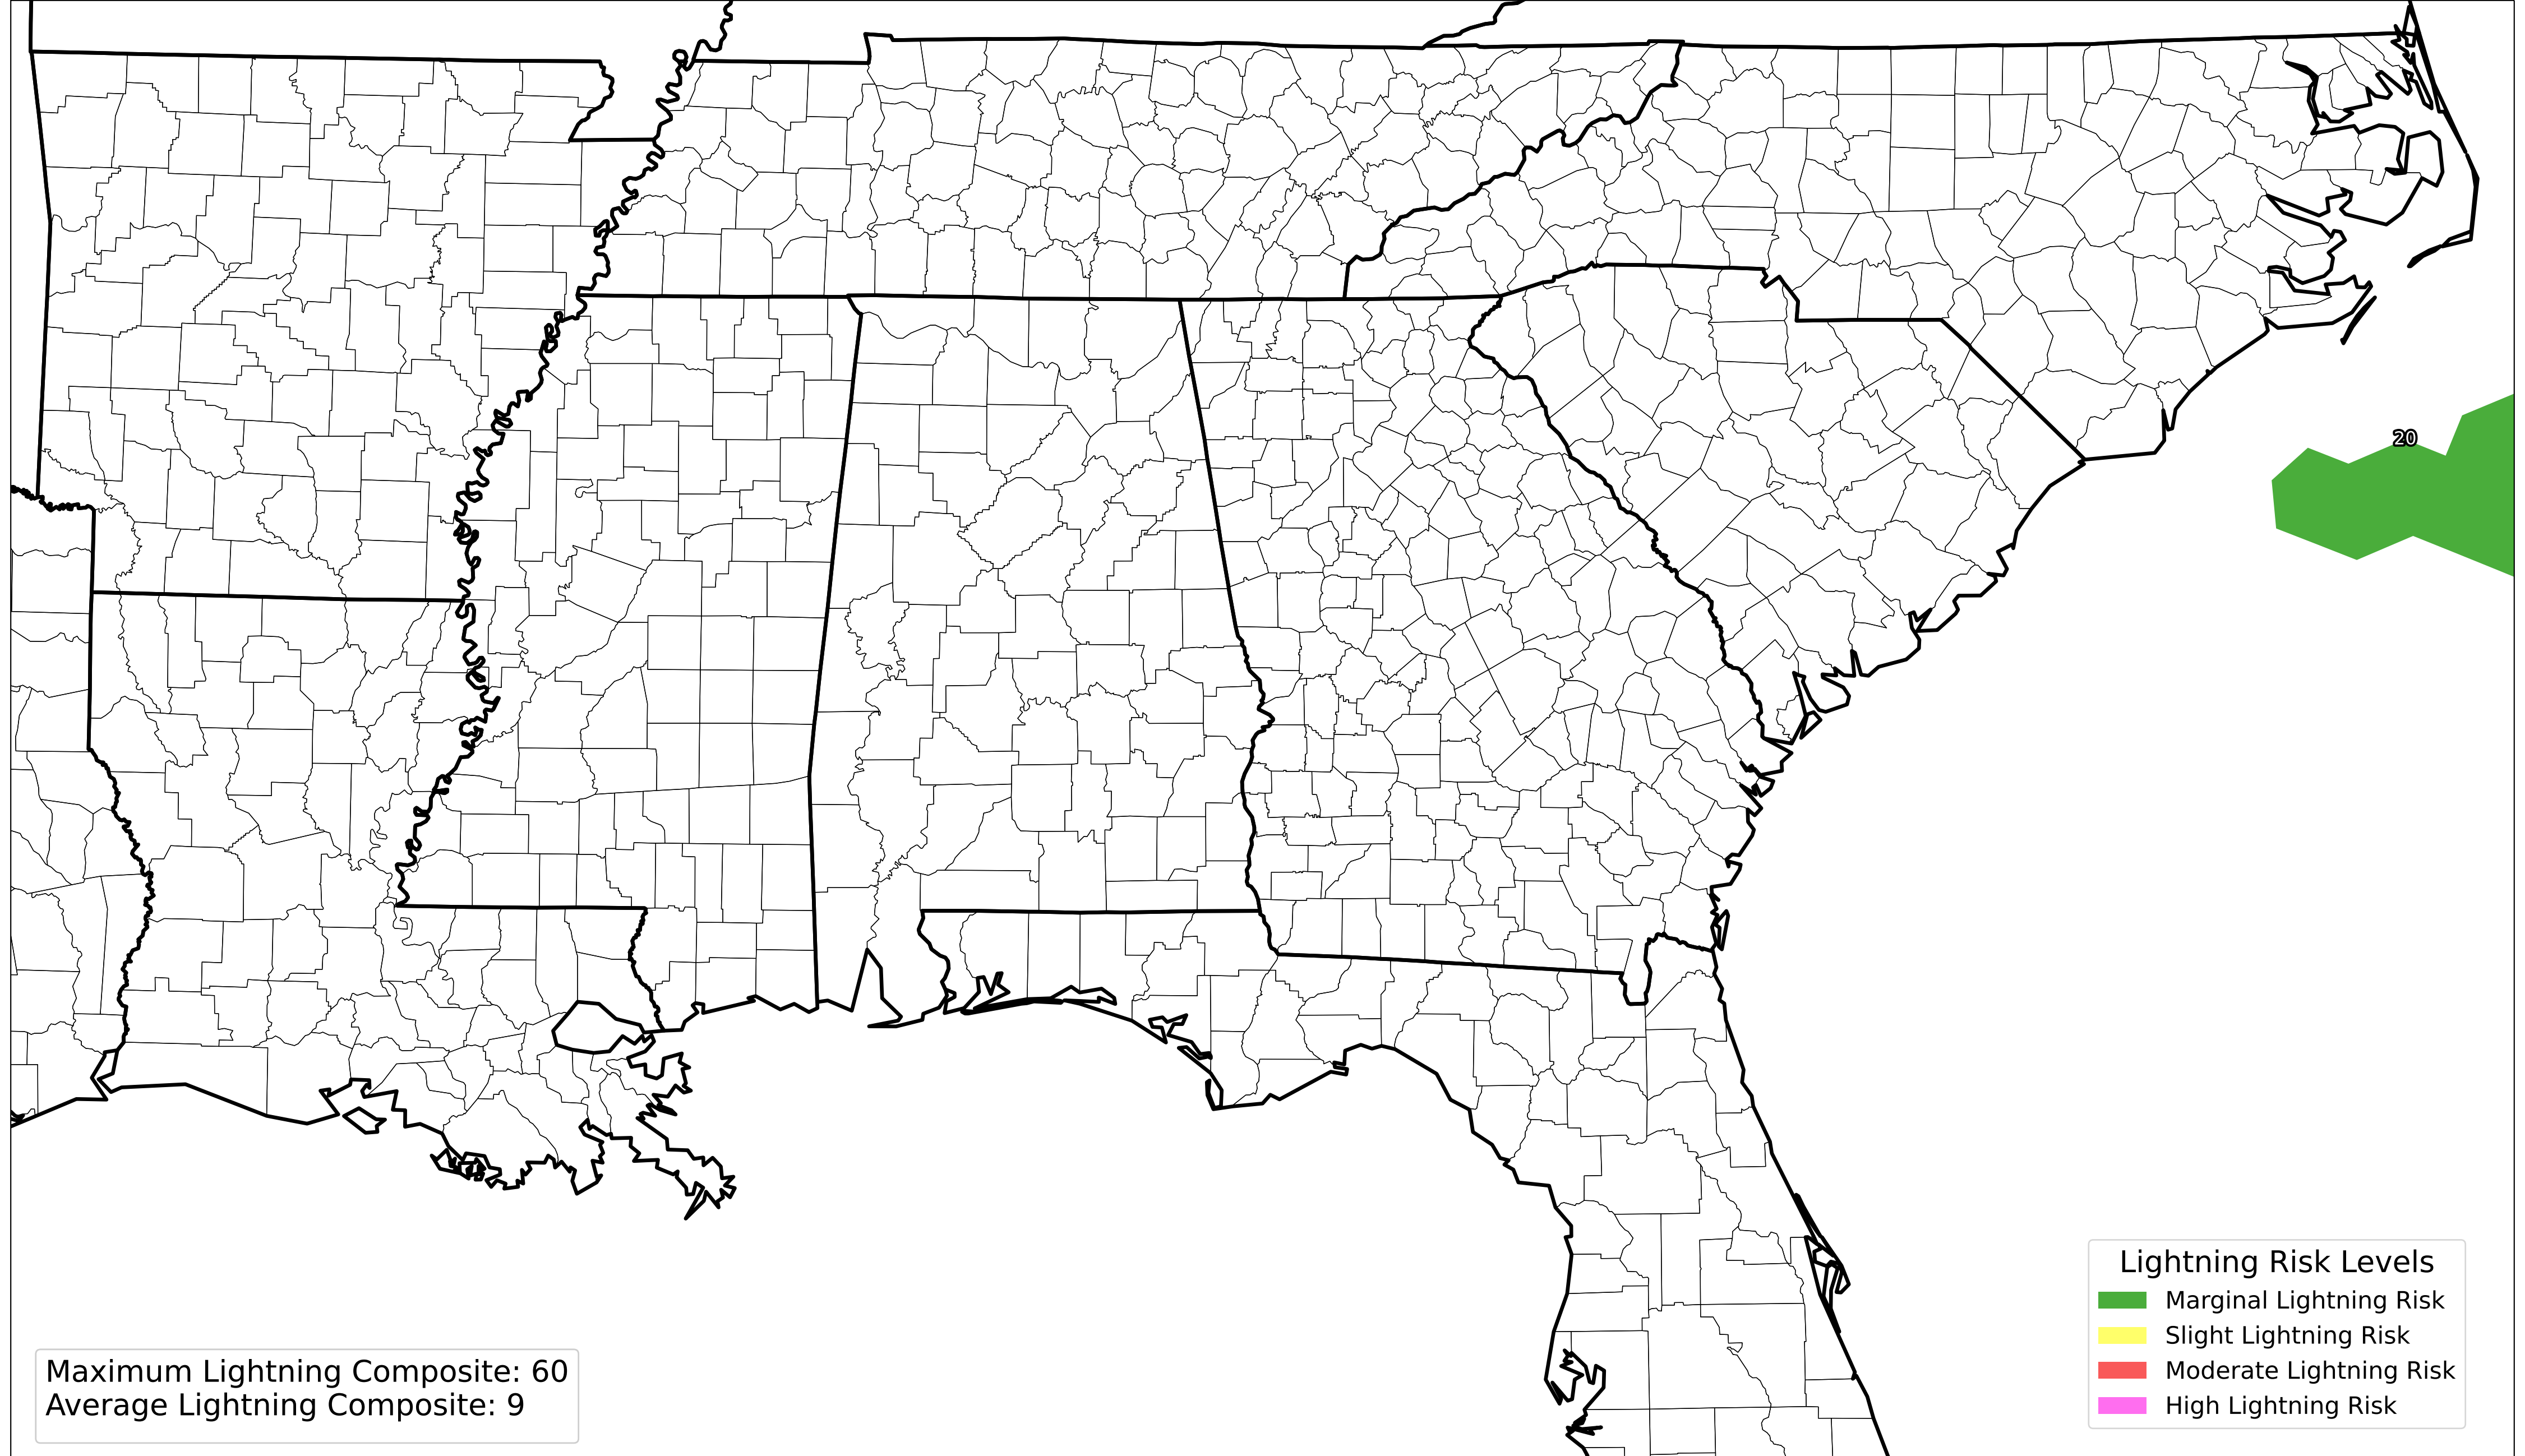 20
Lightning Risk Levels
Marginal Lightning Risk
Slight Lightning Risk
Moderate Lightning Risk
High Lightning Risk
Maximum Lightning Composite: 60
Average Lightning Composite: 9